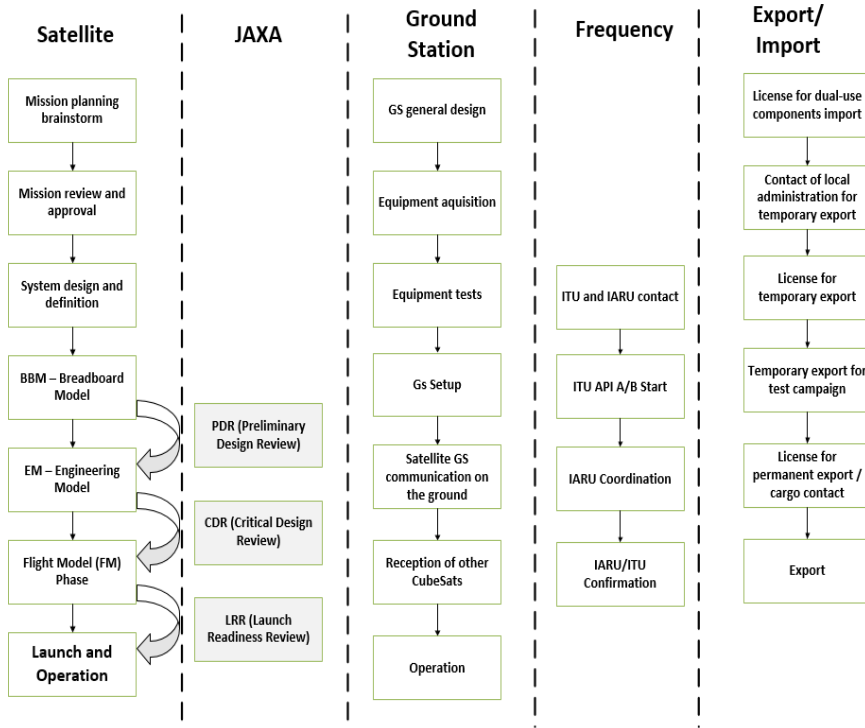 Satellite
Mission planning
brainstorm
Mission review and
approval
System design and
definition
BBM – Breadboard
Model
EM – Engineering
Model
Flight Model (FM)
Phase
Launch and
Operation
JAXA
PDR (Preliminary
Design Review)
CDR (Critical Design
Review)
LRR (Launch
Readiness Review)
Ground
Station
GS general design
Equipment aquisition
Equipment tests
Gs Setup
Satellite GS
communication on
the ground
Reception of other
CubeSats
Operation
Frequency
ITU and IARU contact
ITU API A/B Start
IARU Coordination
IARU/ITU
Confirmation
Export/
Import
License for dual-use
components import
Contact of local
administration for
temporary export
License for
temporary export
Temporary export for
test campaign
License for
permanent export /
cargo contact
Export